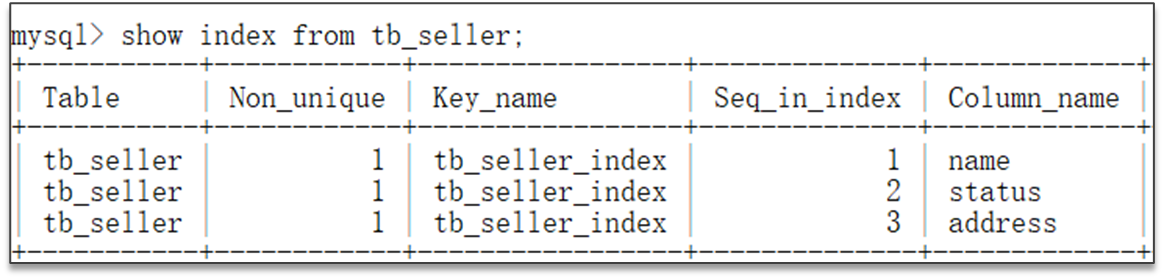 mysql> show index from tb_seller;
+-----------+------------+-----------------+--------------+-------------+
| Table     | Non_unique | Key_name        | Seq_in_index | Column_name |
+-----------+------------+-----------------+--------------+-------------+
| tb_seller |          1 | tb_seller_index |            1 | name        |
| tb_seller |          1 | tb_seller_index |            2 | status      |
| tb_seller |          1 | tb_seller_index |            3 | address     |
+-----------+------------+-----------------+--------------+-------------+